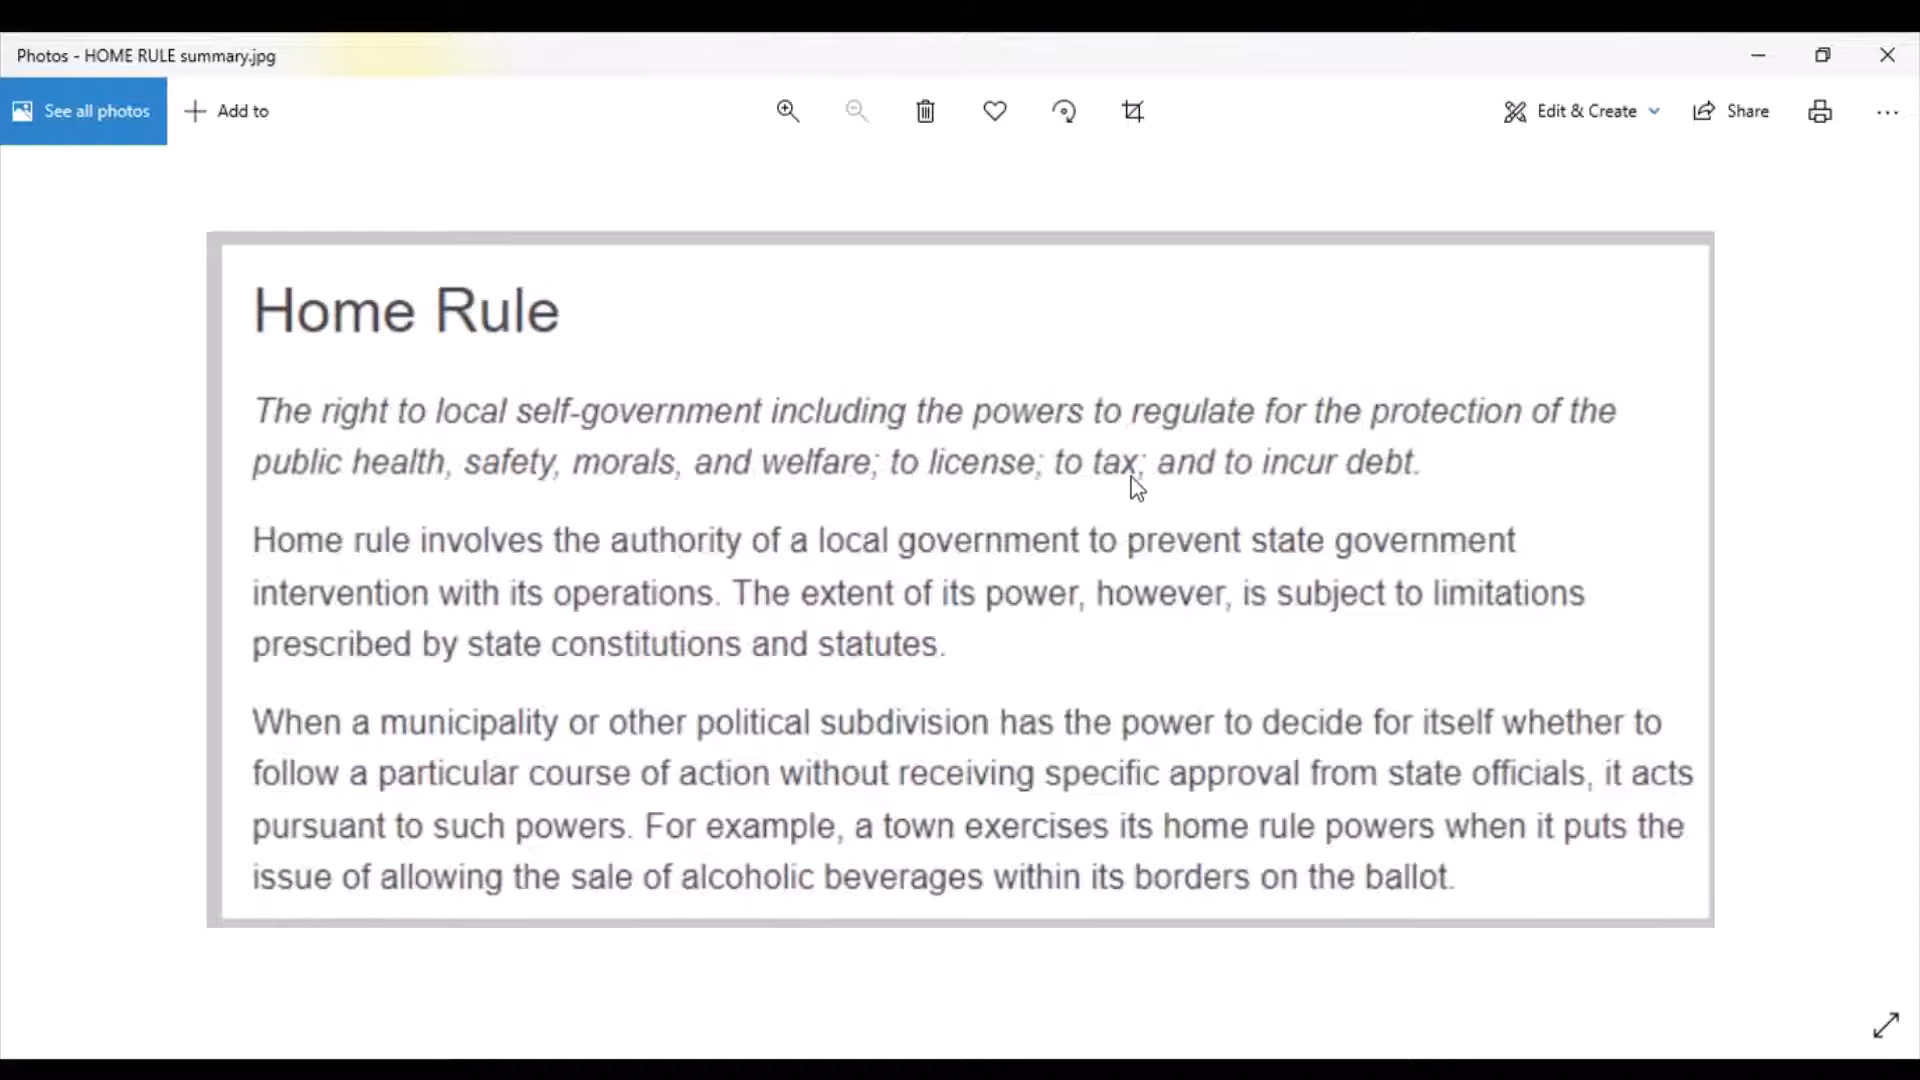 Photos - HOME RULE summary.jpg
See all photos
Add to
Edit & Create
Share
Home Rule
The right to local self-government including the powers to regulate for the protection of the
public health, safety, morals, and welfare; to license; to tax; and to incur debt.
Home rule involves the authority of a local government to prevent state government
intervention with its operations. The extent of its power, however, is subject to limitations
prescribed by state constitutions and statutes.
When a municipality or other political subdivision has the power to decide for itself whether to
follow a particular course of action without receiving specific approval from state officials, it acts
pursuant to such powers. For example, a town exercises its home rule powers when it puts the
issue of allowing the sale of alcoholic beverages within its borders on the ballot.